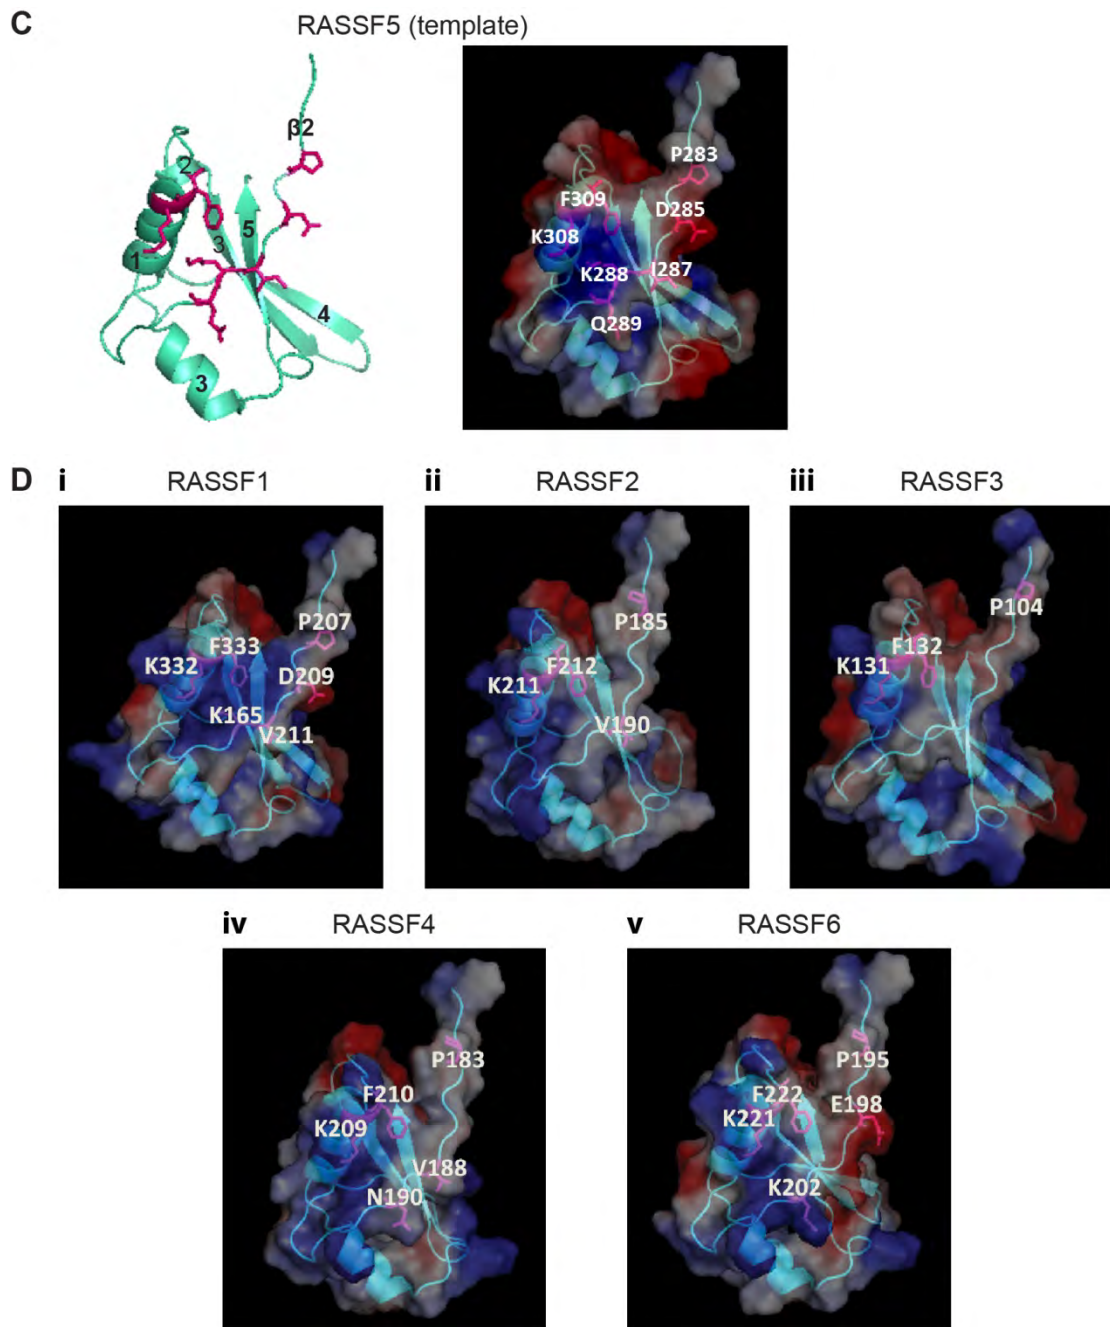 C
RASSF5 (template)
β2
2
5
3
1
4
3
P283
F309
D285
K308
K288
I287
Q289
D
i
RASSF1
P207
F333
K332
D209
K165
V211
ii
RASSF2
P185
F212
K211
V190
iii
RASSF3
P104
F132
K131
iv
RASSF4
P183
F210
K209
V188
N190
v
RASSF6
P195
F222
E198
K221
K202